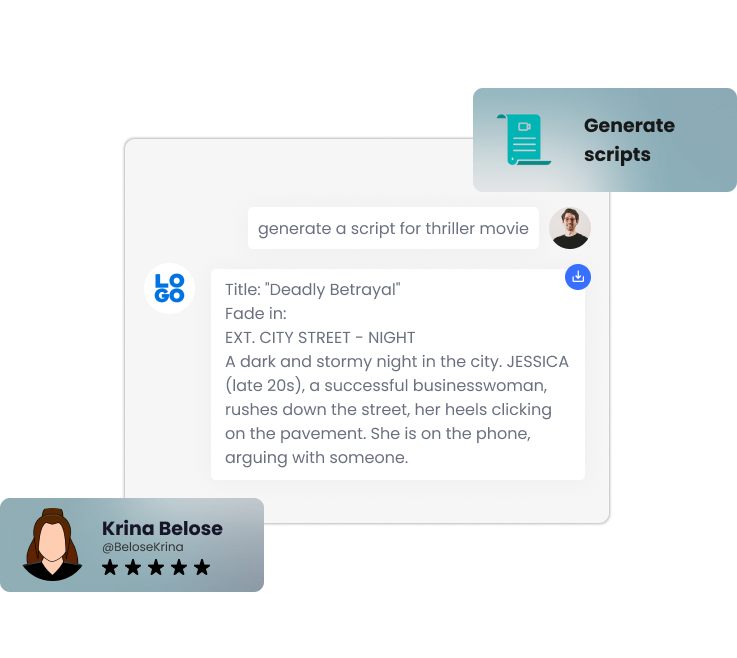 Generate
scripts
generate a script for thriller movie
LO
GO
Title: "Deadly Betrayal"
Fade in:
EXT. CITY STREET - NIGHT
A dark and stormy night in the city. JESSICA
(late 20s), a successful businesswoman,
rushes down the street, her heels clicking
on the pavement. She is on the phone,
arguing with someone.
Krina Belose
@BeloseKrina